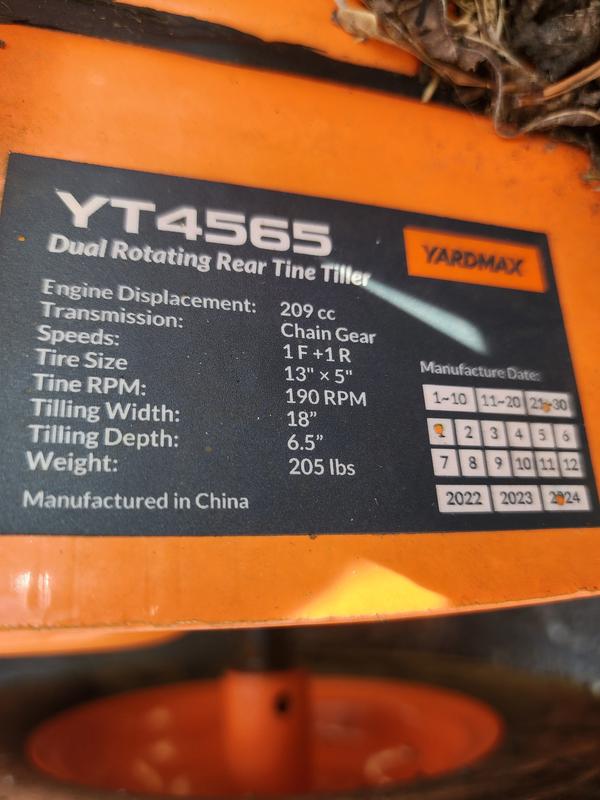 YT4565
Dual Rotating Rear Tine Tiller
YARDMAX
Engine Displacement: 209 cc
Transmission: Chain Gear
Speeds: 1 F +1 R
Tire Size 13" × 5"
Tine RPM: 190 RPM
Tilling Width: 18”
Tilling Depth: 6.5”
Weight: 205 lbs
Manufactured in China
Manufacture Date:
1~10 11~20 21~30
1 2 3 4 5 6
7 8 9 10 11 12
2022 2023 2024